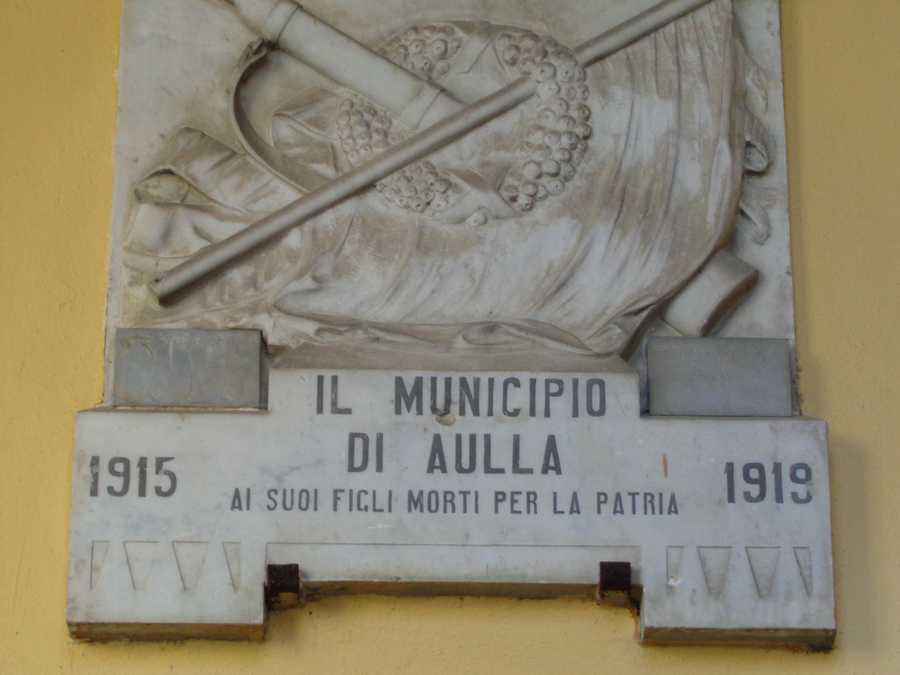 IL MUNICIPIO
DI AULLA
1915
1919
AI SUOI FIGLI MORTI PER LA PATRIA